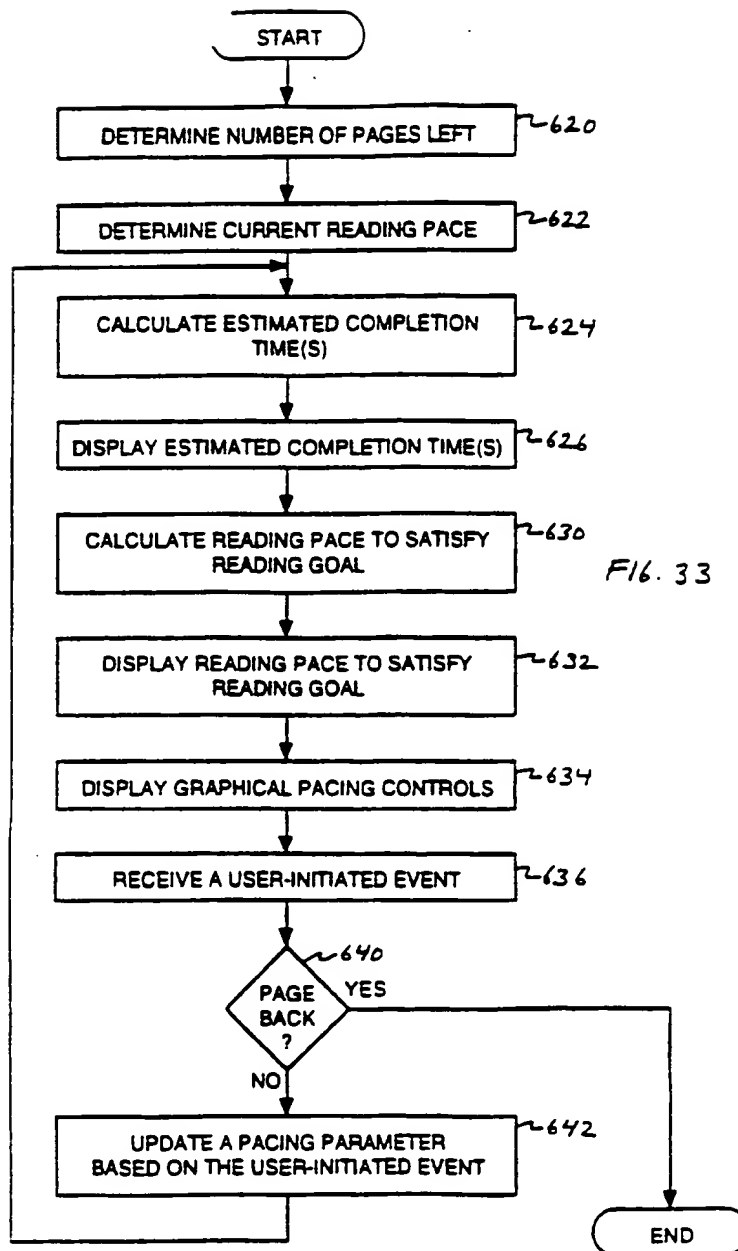 START
DETERMINE NUMBER OF PAGES LEFT
620
DETERMINE CURRENT READING PACE
622
CALCULATE ESTIMATED COMPLETION
TIME(S)
624
DISPLAY ESTIMATED COMPLETION TIME(S)
626
CALCULATE READING PACE TO SATISFY
READING GOAL
630
FIG. 33
DISPLAY READING PACE TO SATISFY
READING GOAL
632
DISPLAY GRAPHICAL PACING CONTROLS
634
RECEIVE A USER-INITIATED EVENT
636
640
PAGE
BACK
?
YES
NO
UPDATE A PACING PARAMETER
BASED ON THE USER-INITIATED EVENT
642
END